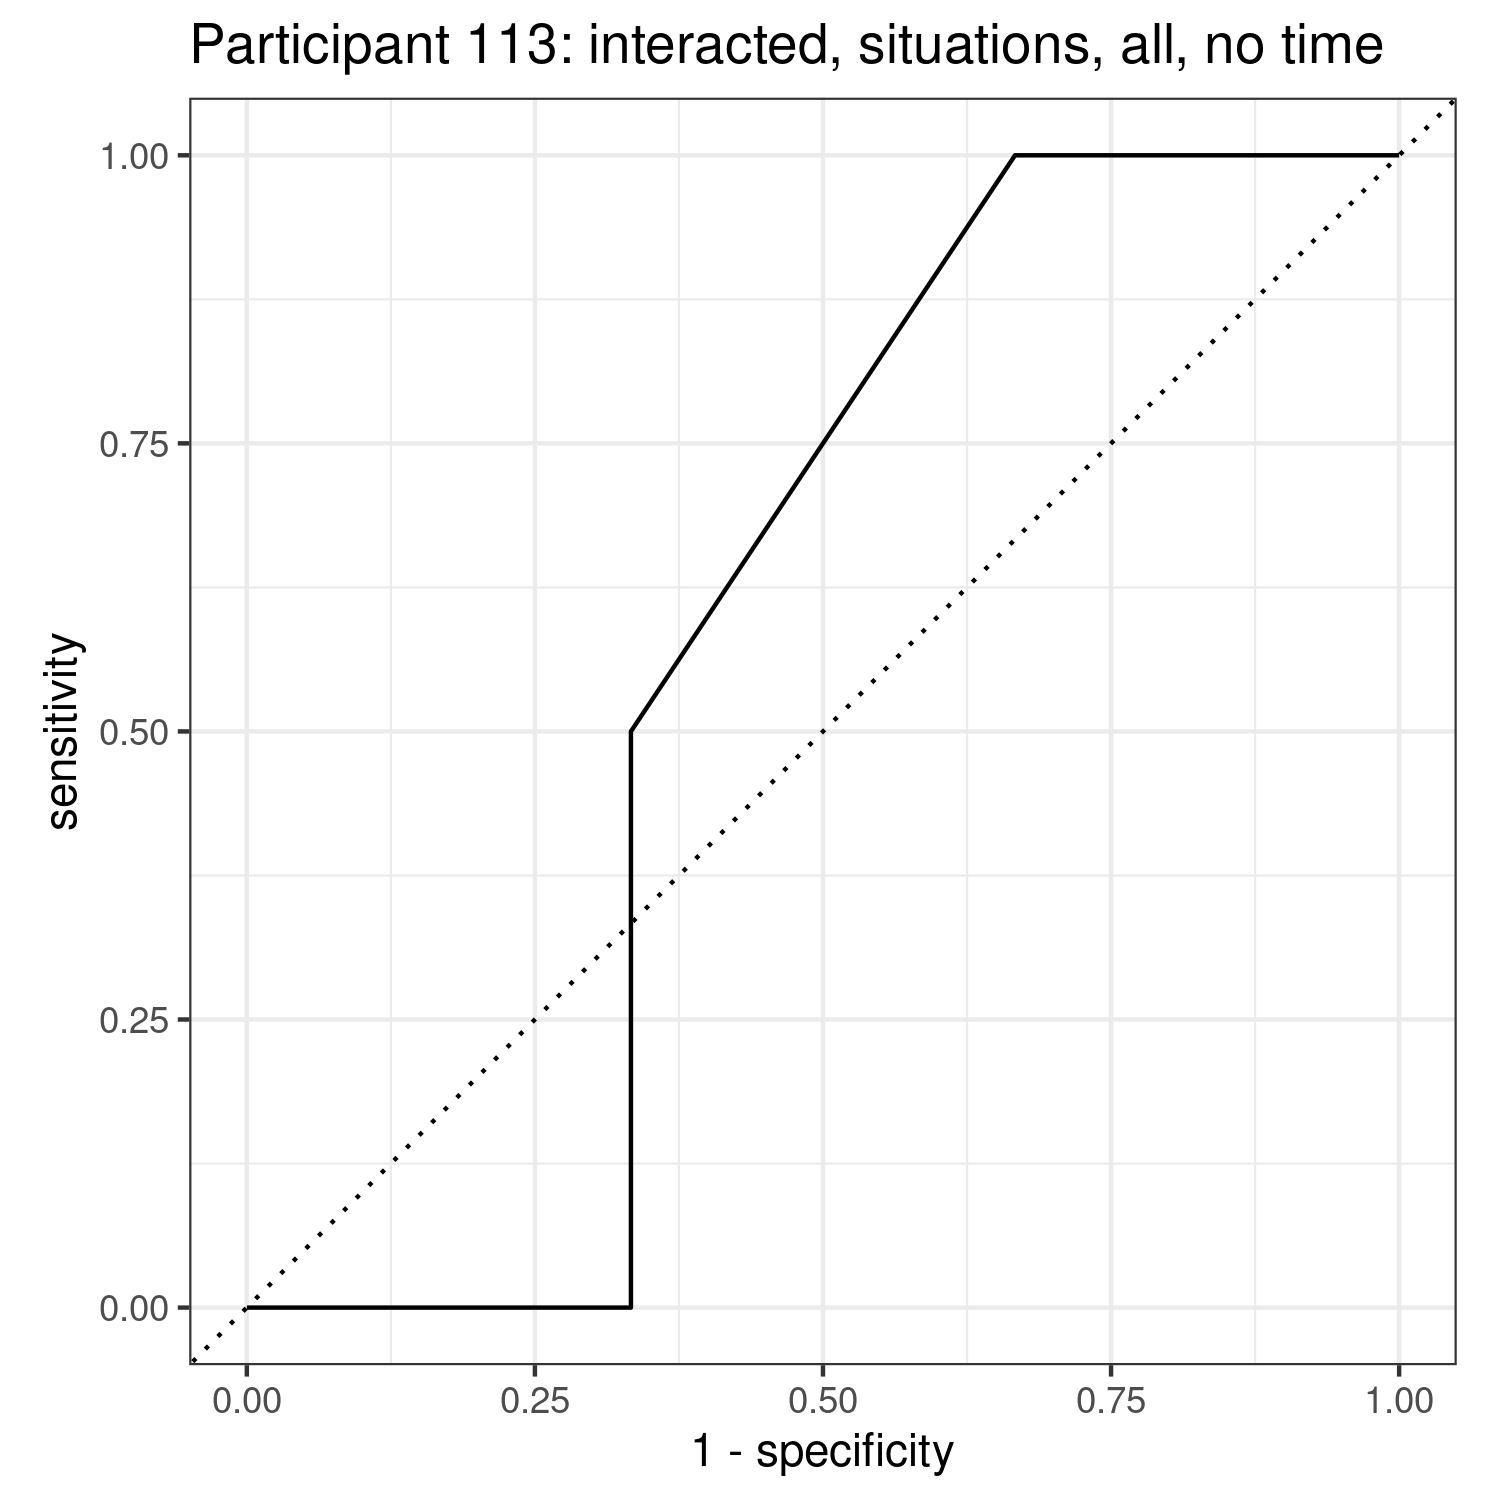 Participant 113: interacted, situations, all, no time
sensitivity
1.00
0.75
0.50
0.25
0.00
0.00 0.25 0.50 0.75 1.00
1 - specificity